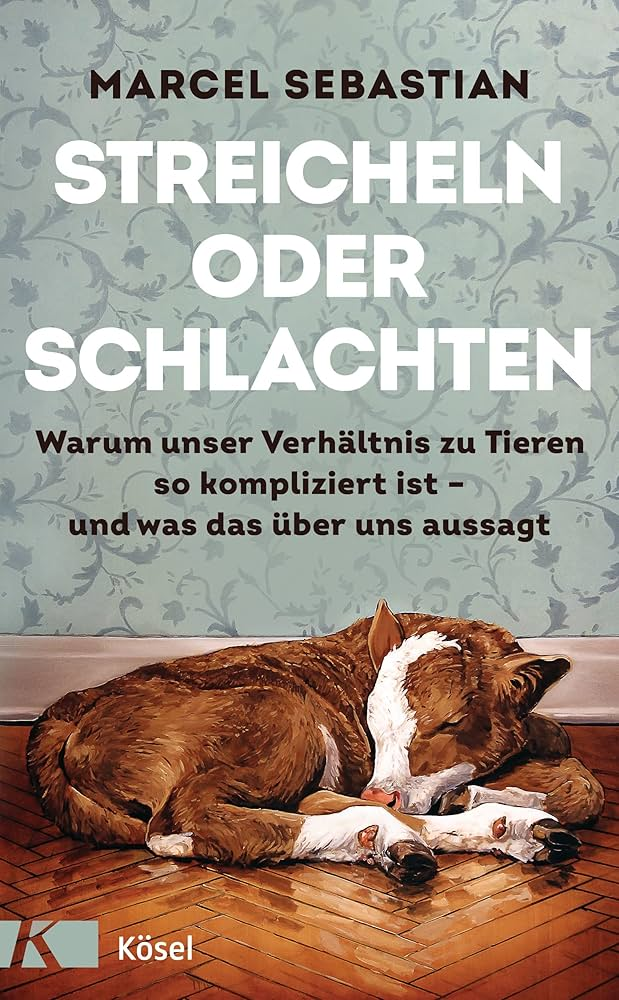 MARCEL SEBASTIAN
STREICHELN
ODER
SCHLACHTEN
Warum unser Verhältnis zu Tieren
so kompliziert ist –
und was das über uns aussagt
K
Kösel